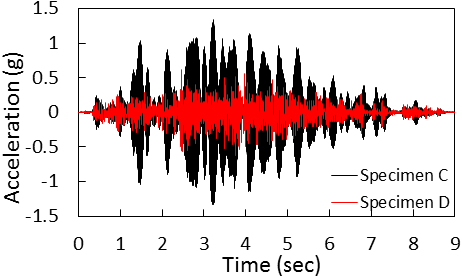 Acceleration (g)
1.5
1
0.5
0
-0.5
-1
-1.5
Specimen C
Specimen D
0 1 2 3 4 5 6 7 8 9
Time (sec)